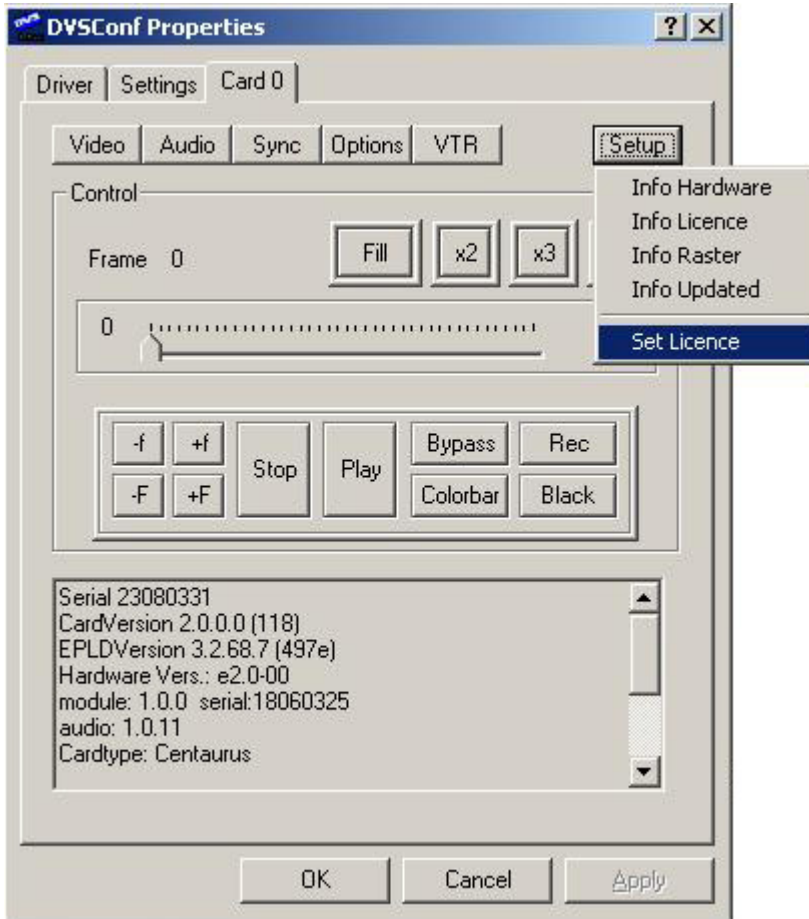 DVSConf Properties
Driver Settings Card 0
Video Audio Sync Options VTR Setup
Info Hardware
Info Licence
Info Raster
Info Updated
Set Licence
Control
Frame 0 Fill x2 x3
0
-f +f Stop Play Bypass Rec
-F +F Colorbar Black
Serial 23080331
CardVersion 2.0.0.0 (118)
EPLDVersion 3.2.68.7 (497e)
Hardware Vers.: e2.0-00
module: 1.0.0 serial:18060325
audio: 1.0.11
Cardtype: Centaurus
OK Cancel Apply